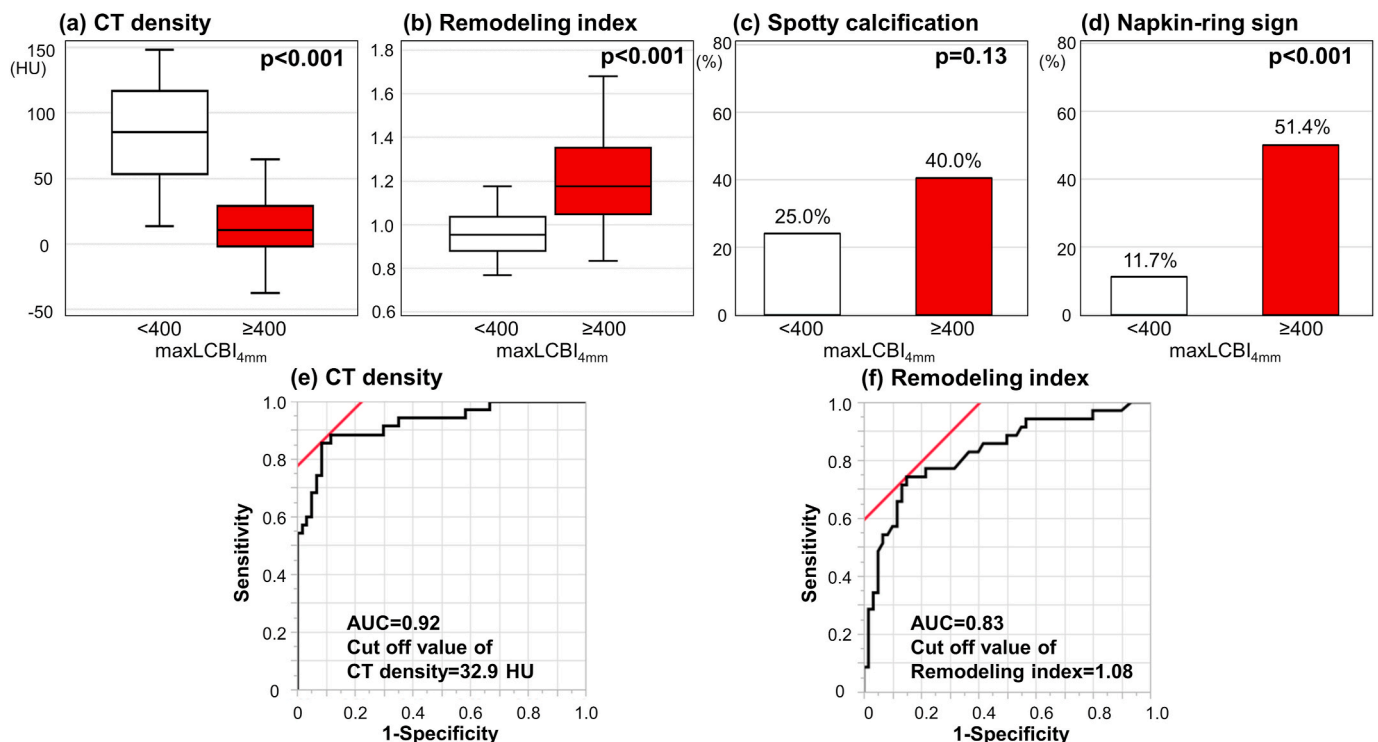 (a) CT density
150
(HU)
100
50
0
-50
p<0.001
<400
≥400
maxLCBI4mm
(b) Remodeling index
1.8
1.6
1.4
1.2
1.0
0.8
0.6
p<0.001
<400
≥400
maxLCBI4mm
(c) Spotty calcification
80
(%)
60
40
20
0
p=0.13
25.0%
40.0%
<400
≥400
maxLCBI4mm
(d) Napkin-ring sign
80
(%)
60
40
20
0
p<0.001
11.7%
51.4%
<400
≥400
maxLCBI4mm
(e) CT density
Sensitivity
1.0
0.8
0.6
0.4
0.2
0
AUC=0.92
Cut off value of
CT density=32.9 HU
0 0.2 0.4 0.6 0.8 1.0
1-Specificity
(f) Remodeling index
Sensitivity
1.0
0.8
0.6
0.4
0.2
0
AUC=0.83
Cut off value of
Remodeling index=1.08
0 0.2 0.4 0.6 0.8 1.0
1-Specificity